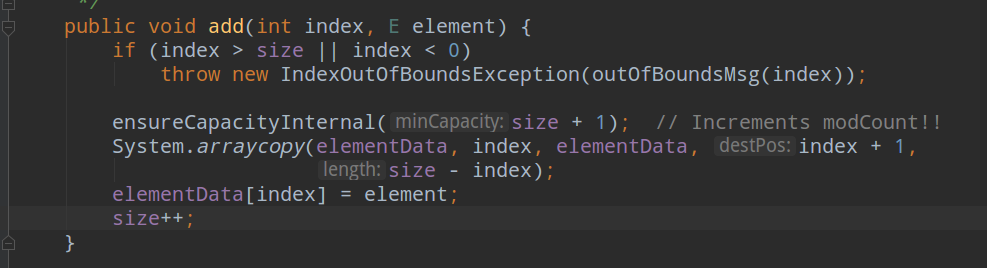 */
public void add(int index, E element) {
if (index > size || index < 0)
throw new IndexOutOfBoundsException(outOfBoundsMsg(index));
ensureCapacityInternal( minCapacity: size + 1);  // Increments modCount!!
System.arraycopy(elementData, index, elementData, destPos: index + 1,
length: size - index);
elementData[index] = element;
size++;
}